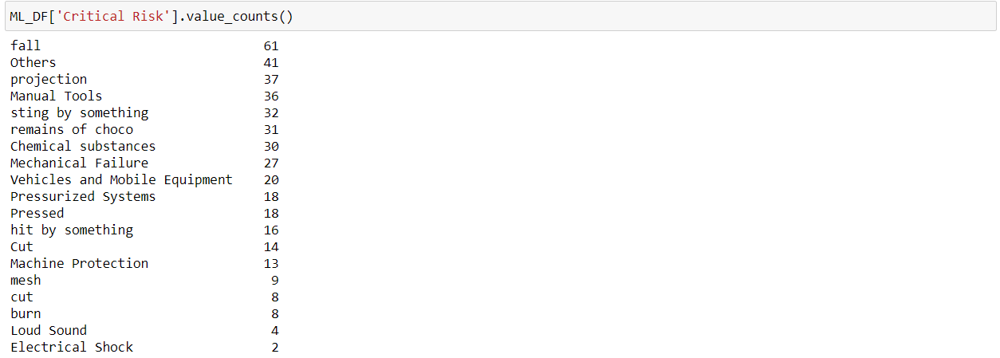 ML_DF['Critical Risk'].value_counts()
fall 61
Others 41
projection 37
Manual Tools 36
sting by something 32
remains of choco 31
Chemical substances 30
Mechanical Failure 27
Vehicles and Mobile Equipment 20
Pressurized Systems 18
Pressed 18
hit by something 16
Cut 14
Machine Protection 13
mesh 9
cut 8
burn 8
Loud Sound 4
Electrical Shock 2